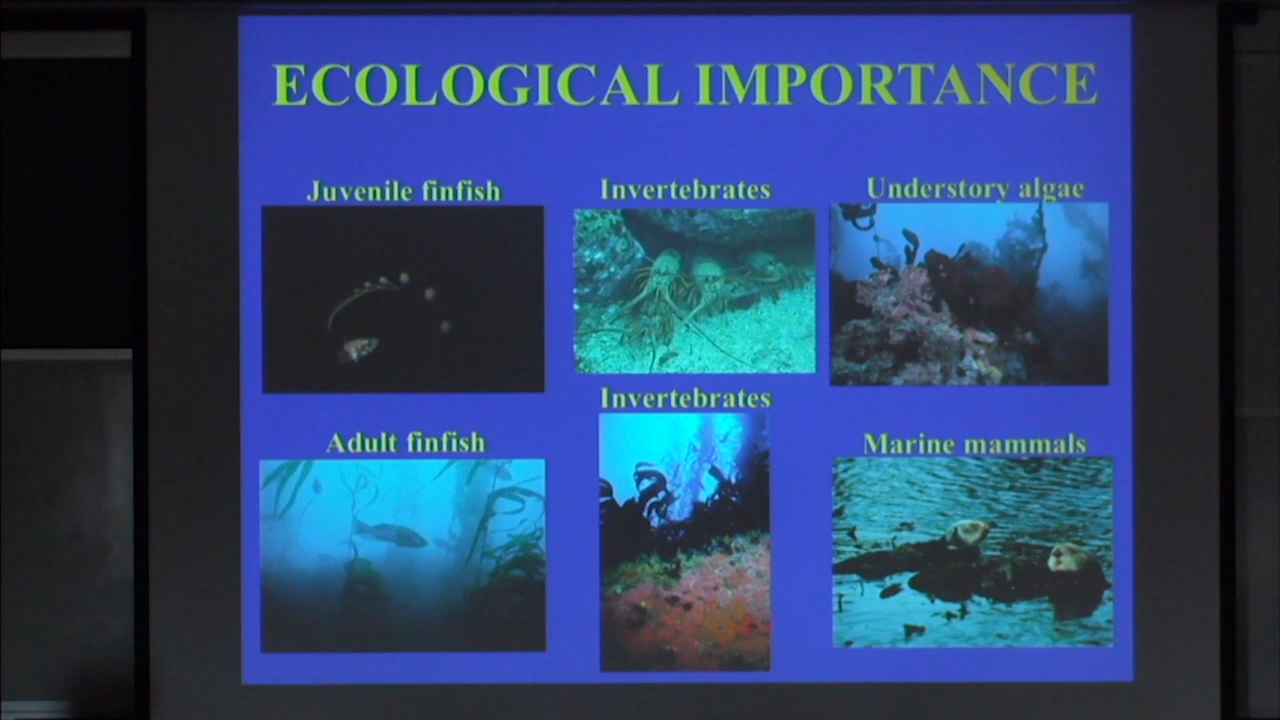 ECOLOGICAL IMPORTANCE
Juvenile finfish
Invertebrates
Understory algae
Invertebrates
Adult finfish
Marine mammals